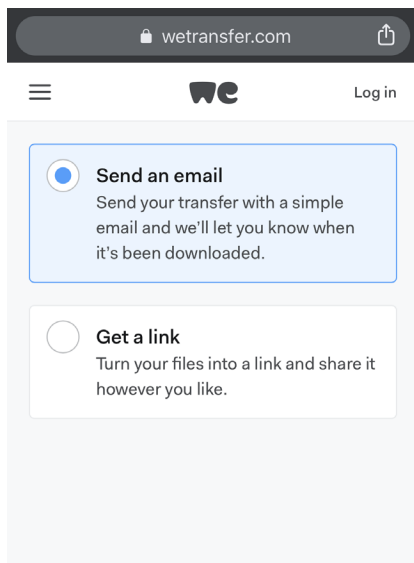 wetransfer.com
we
Log in
Send an email
Send your transfer with a simple
email and we'll let you know when
it's been downloaded.
Get a link
Turn your files into a link and share it
however you like.